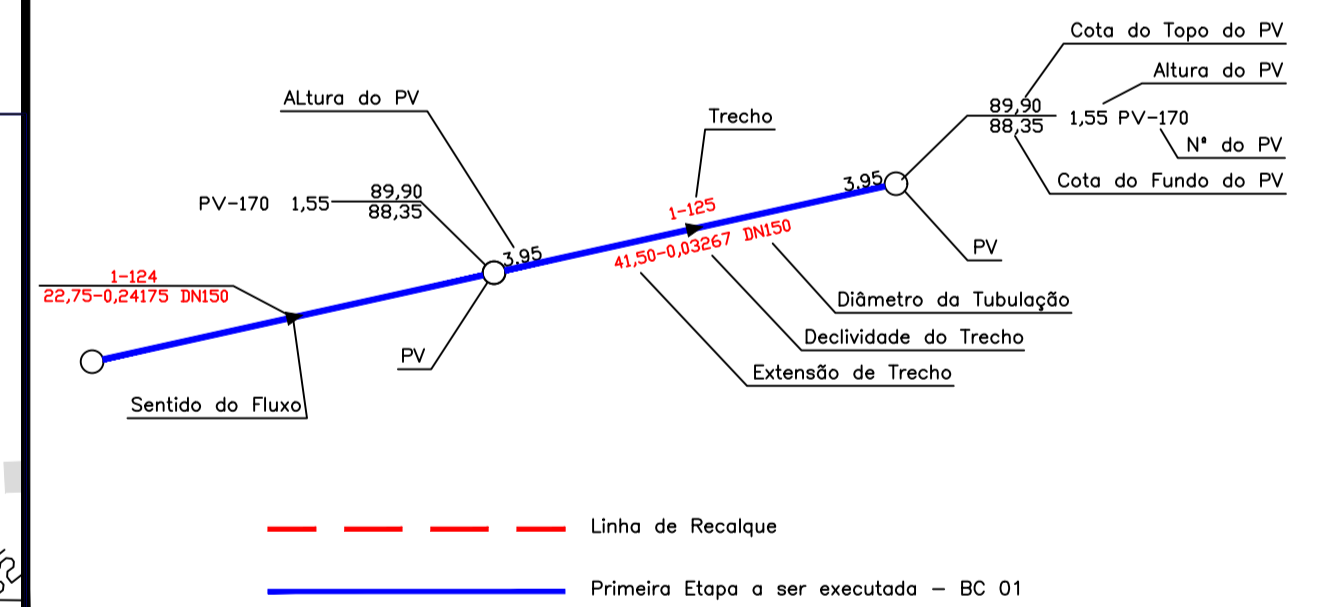 Cota do Topo do PV
Altura do PV
ALtura do PV
Trecho
89,90
88,35
1,55 PV-170
Nº do PV
Cota do Fundo do PV
3.95
1-125
41,50-0,03267 DN150
PV-170 1,55
89,90
88,35
3.95
PV
1-124
22,75-0,24175 DN150
Diâmetro da Tubulação
Declividade do Trecho
PV
Extensão de Trecho
Sentido do Fluxo
Linha de Recalque
Primeira Etapa a ser executada - BC 01